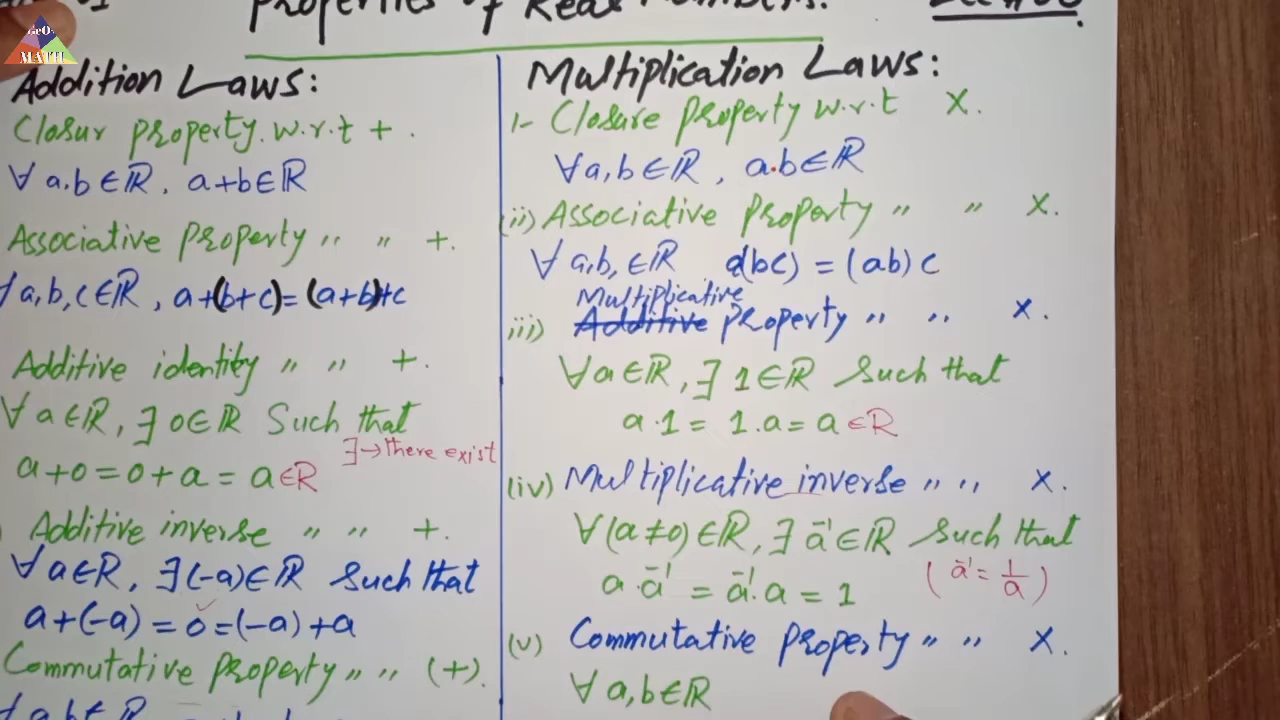 GeO.
MATH
Properties of Real Numbers.
Addition Laws:
Closur property. w.r.t + .
∀ a,b ∈ ℝ, a+b ∈ ℝ
Associative property " " +.
∀ a,b,c ∈ ℝ, a+(b+c)=(a+b)+c
Additive identity " " +.
∀ a ∈ ℝ, ∃ 0 ∈ ℝ Such that
∃→there exist
a+0=0+a=a ∈ R
Additive inverse " " +.
∀ a ∈ R, ∃ (-a) ∈ ℝ such that
a+(-a) = 0 = (-a)+a
Commutative property " " (+).
Multiplication Laws:
1- Closure property w.r.t X.
∀ a,b ∈ ℝ, a.b ∈ ℝ
(ii) Associative property " " X.
∀ a,b, ∈ ℝ a(bc) = (ab)c
Multiplicative
iii) Additive property " " X.
∀ a ∈ ℝ, ∃ 1 ∈ ℝ such that
a.1 = 1.a = a ∈ R
(iv) Multiplicative inverse " " X.
∀ (a≠0) ∈ ℝ, ∃ a⁻¹ ∈ ℝ such that
a.a⁻¹ = a⁻¹.a = 1 (a⁻¹ = 1/a)
(v) Commutative property " " X.
∀ a,b ∈ ℝ